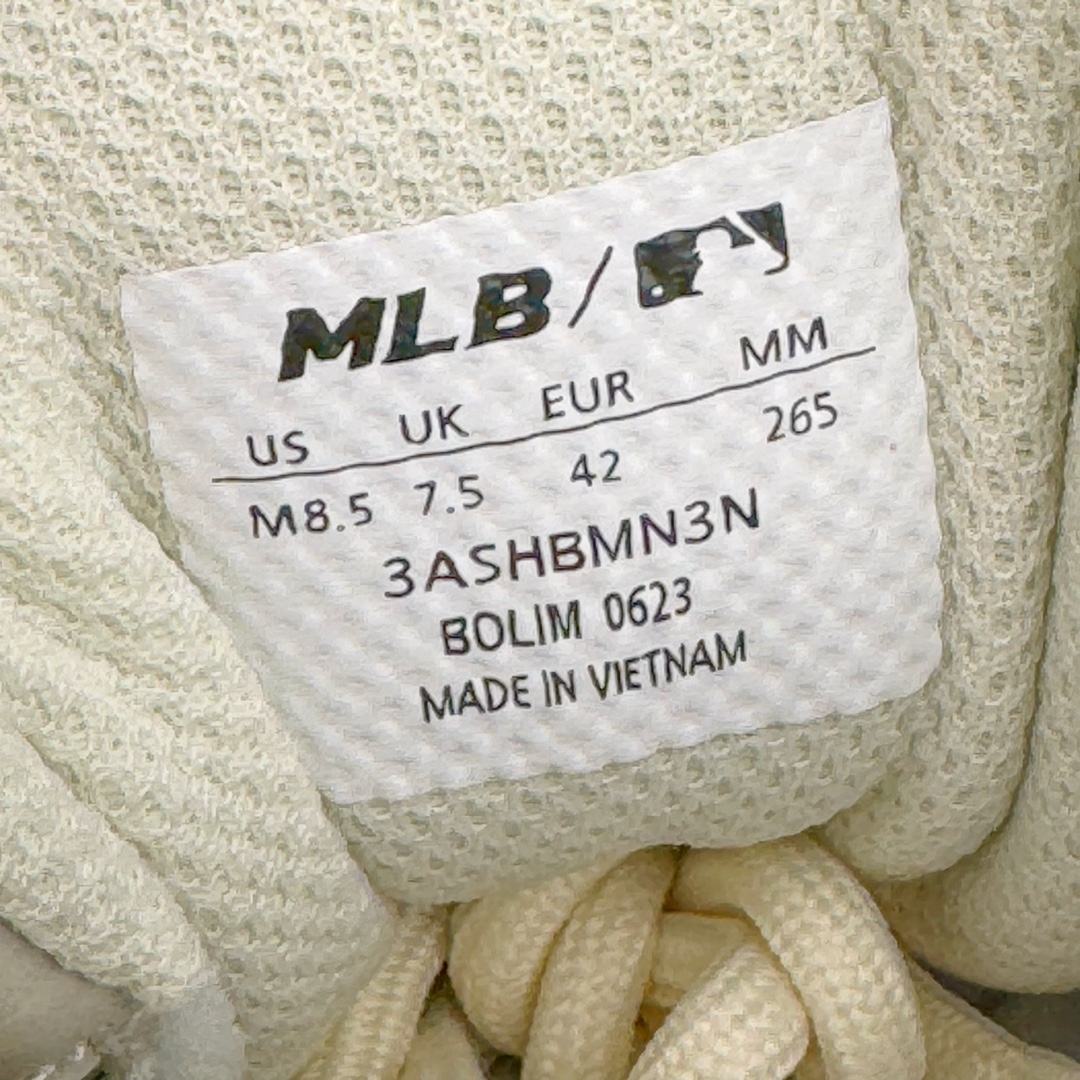 MLB /
US UK EUR MM
M8.5 7.5 42 265
3ASHBMN3N
BOLIM 0623
MADE IN VIETNAM